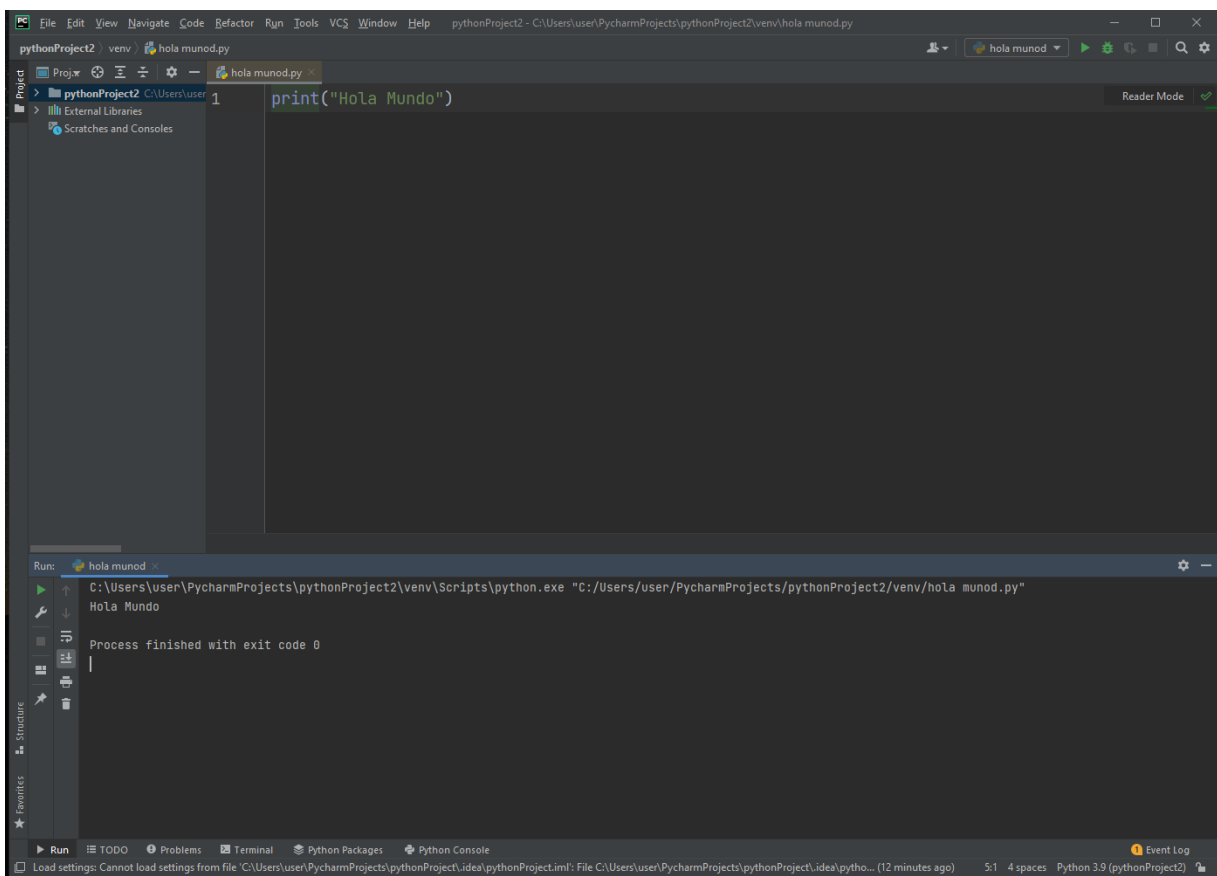 PC File Edit View Navigate Code Refactor Run Tools VCS Window Help pythonProject2 - C:\Users\user\PycharmProjects\pythonProject2\venv\hola munod.py
pythonProject2 venv hola munod.py hola munod
Project
Proj hola munod.py
pythonProject2 C:\Users\user
External Libraries
Scratches and Consoles
1 print("Hola Mundo")
Reader Mode
Run: hola munod
C:\Users\user\PycharmProjects\pythonProject2\venv\Scripts\python.exe "C:/Users/user/PycharmProjects/pythonProject2/venv/hola munod.py"
Hola Mundo
Process finished with exit code 0
Structure
Favorites
Run TODO Problems Terminal Python Packages Python Console 1 Event Log
Load settings: Cannot load settings from file 'C:\Users\user\PycharmProjects\pythonProject\.idea\pythonProject.iml': File C:\Users\user\PycharmProjects\pythonProject\.idea\pytho... (12 minutes ago) 5:1 4 spaces Python 3.9 (pythonProject2)